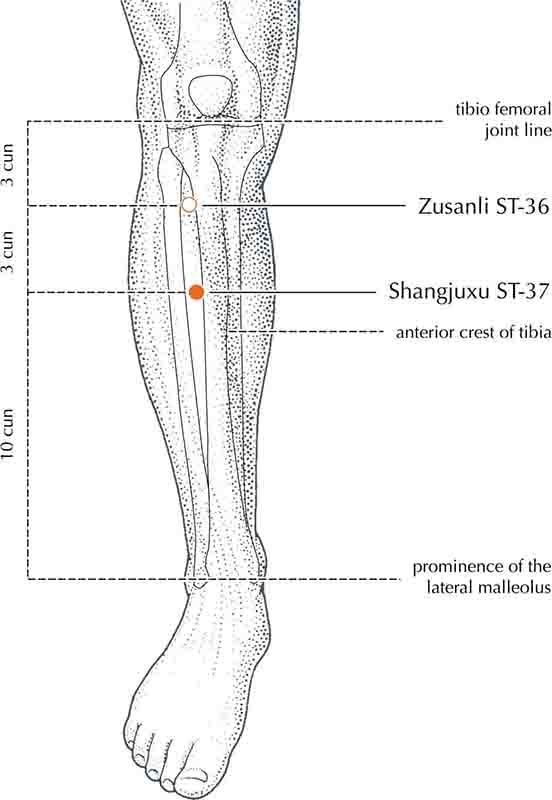 tibio femoral
joint line
3 cun
Zusanli ST-36
3 cun
Shangjuxu ST-37
anterior crest of tibia
10 cun
prominence of the
lateral malleolus